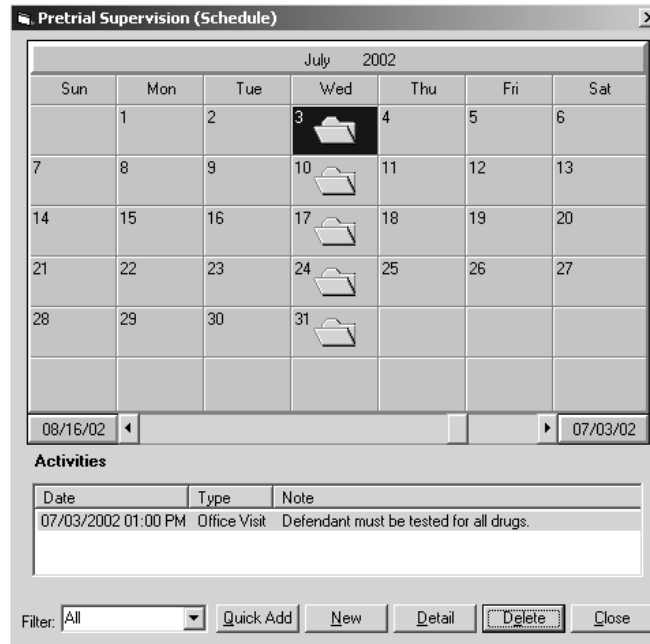 Pretrial Supervision (Schedule)
July 2002
Sun Mon Tue Wed Thu Fri Sat
1 2 3 4 5 6
7 8 9 10 11 12 13
14 15 16 17 18 19 20
21 22 23 24 25 26 27
28 29 30 31
08/16/02 07/03/02
Activities
Date Type Note
07/03/2002 01:00 PM Office Visit Defendant must be tested for all drugs.
Filter: All Quick Add New Detail Delete Close